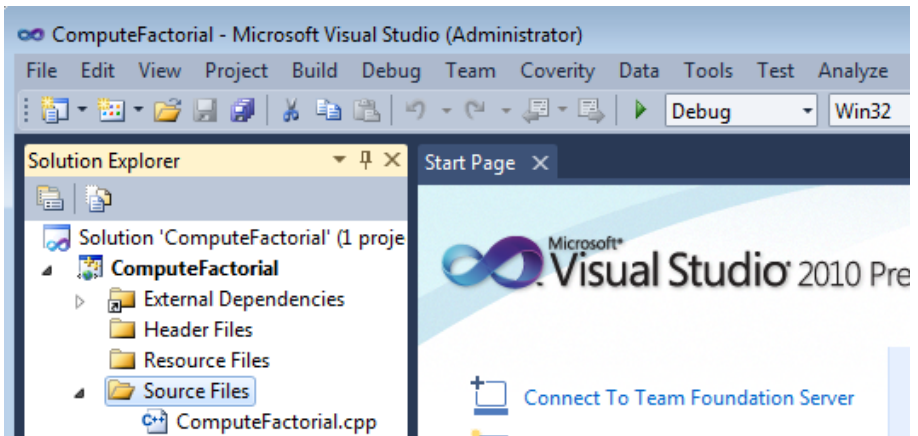 ComputeFactorial - Microsoft Visual Studio (Administrator)
File Edit View Project Build Debug Team Coverity Data Tools Test Analyze
Debug Win32
Solution Explorer
Start Page
Solution 'ComputeFactorial' (1 proje
ComputeFactorial
External Dependencies
Header Files
Resource Files
Source Files
ComputeFactorial.cpp
Microsoft®
Visual Studio® 2010 Pre
Connect To Team Foundation Server